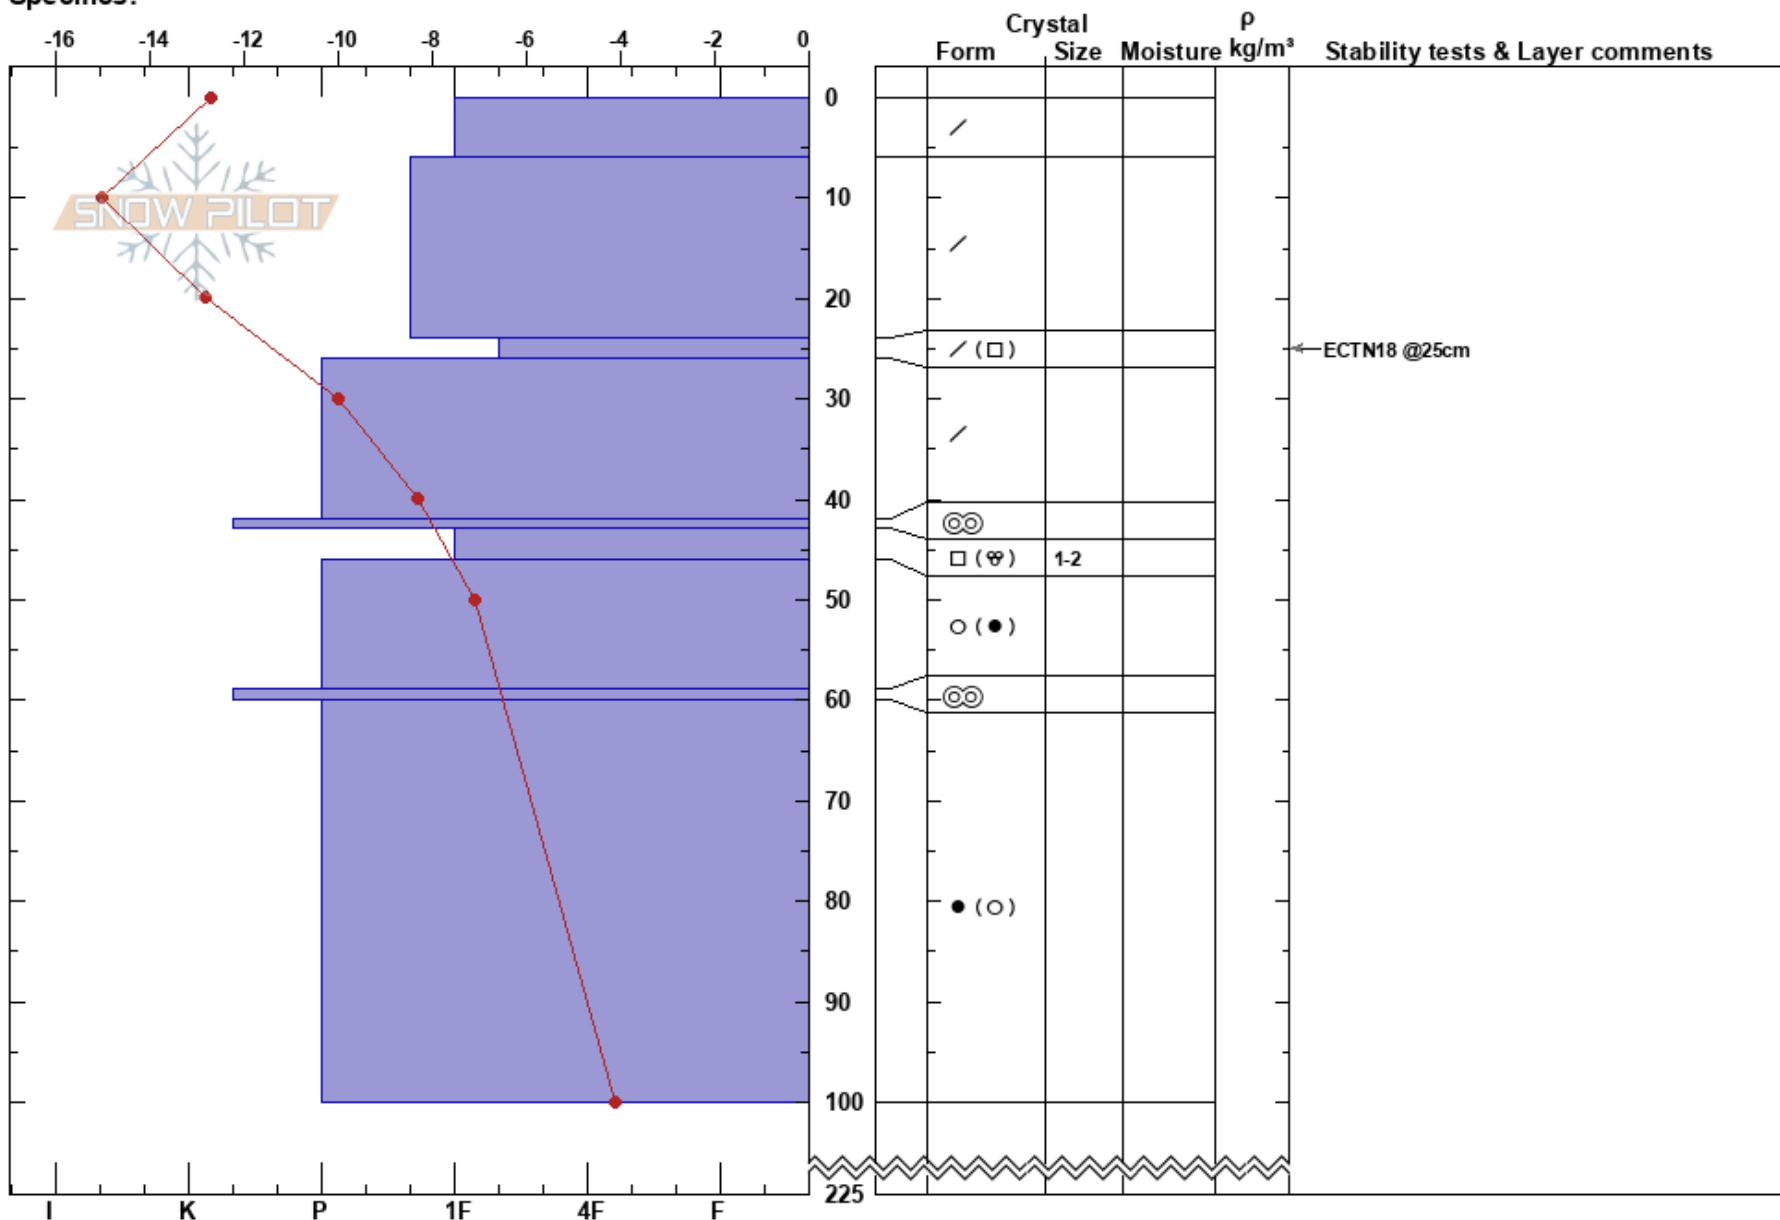 Specifics:
-16 -14 -12 -10 -8 -6 -4 -2 0
Crystal
ρ
Form Size Moisture kg/m³ Stability tests & Layer comments
0
10
SNOW PILOT
20
ECTN18 @25cm
30
40
1-2
50
60
70
80
90
100
225
I K P 1F 4F F